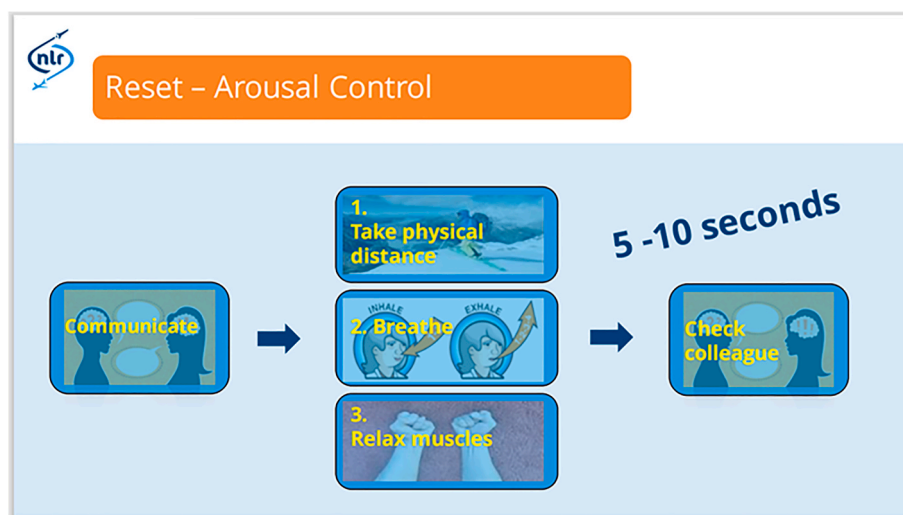 nlr
Reset – Arousal Control
Communicate
1.
Take physical
distance
INHALE
EXHALE
2. Breathe
3.
Relax muscles
5 -10 seconds
Check
colleague